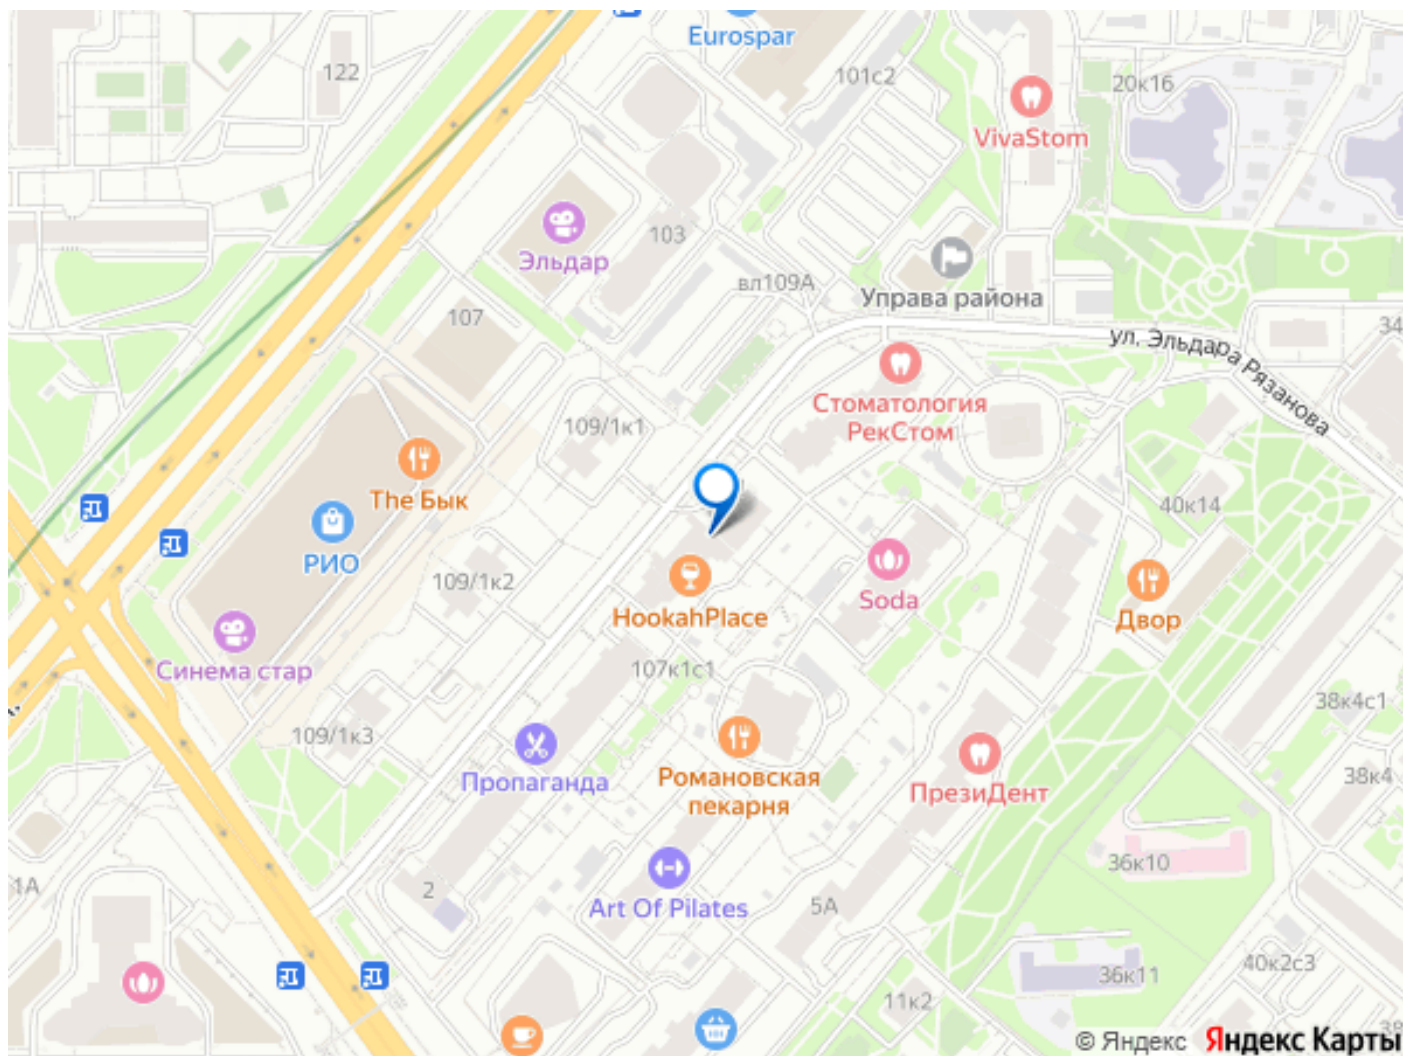 Eurospar
122
101с2
20к16
VivaStom
103
Эльдар
вл109А
Управа района
107
ул. Эльдара Рязанова
34
Стоматология
РекСтом
109/1к1
The Бык
40к14
РИО
109/1к2
Soda
HookahPlace
Двор
Синема стар
107к1с1
38к4с1
109/1к3
Пропаганда
Романовская
пекарня
ПрезиДент
38к4
36к10
1А
2
Art Of Pilates
5А
36к11
40к2с3
11к2
38
© Яндекс Яндекс Карты